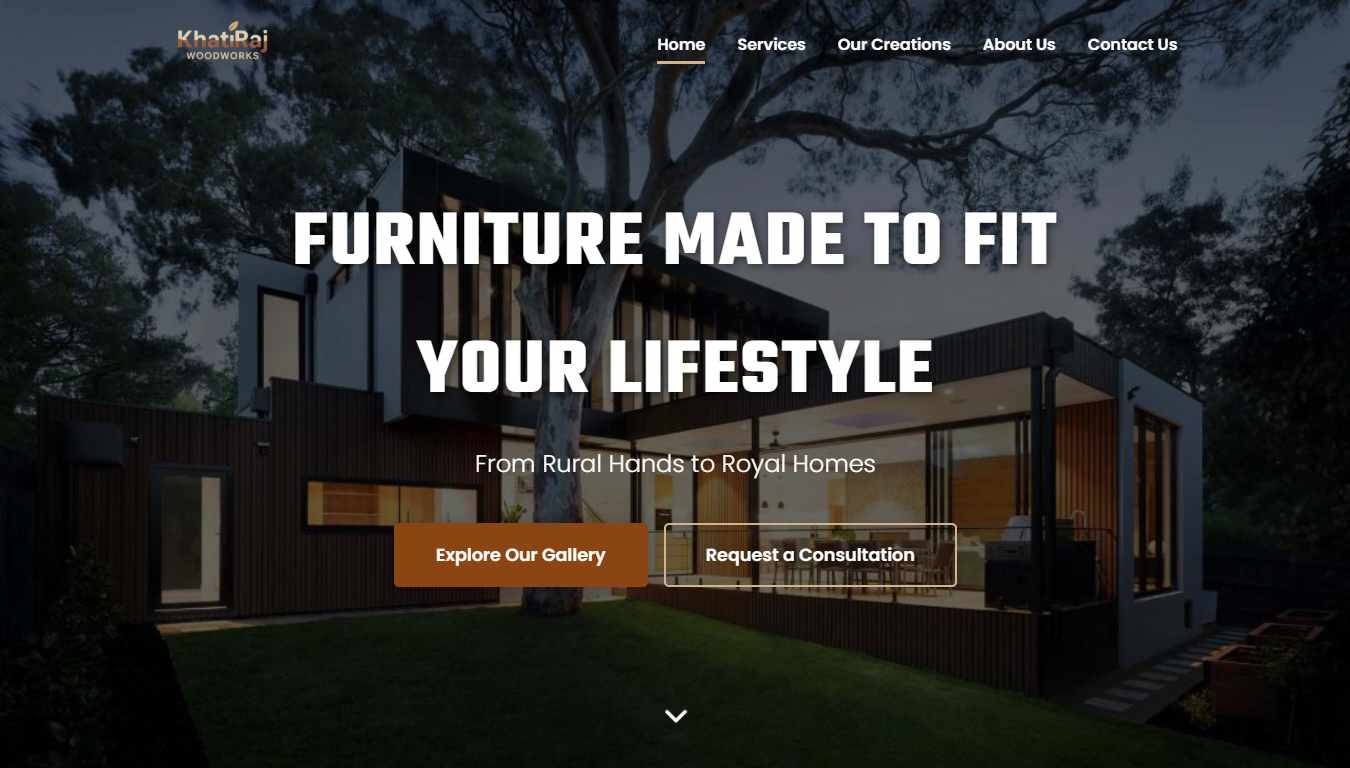 KhatiRaj
WOODWORKS
Home Services Our Creations About Us Contact Us
FURNITURE MADE TO FIT
YOUR LIFESTYLE
From Rural Hands to Royal Homes
Explore Our Gallery Request a Consultation